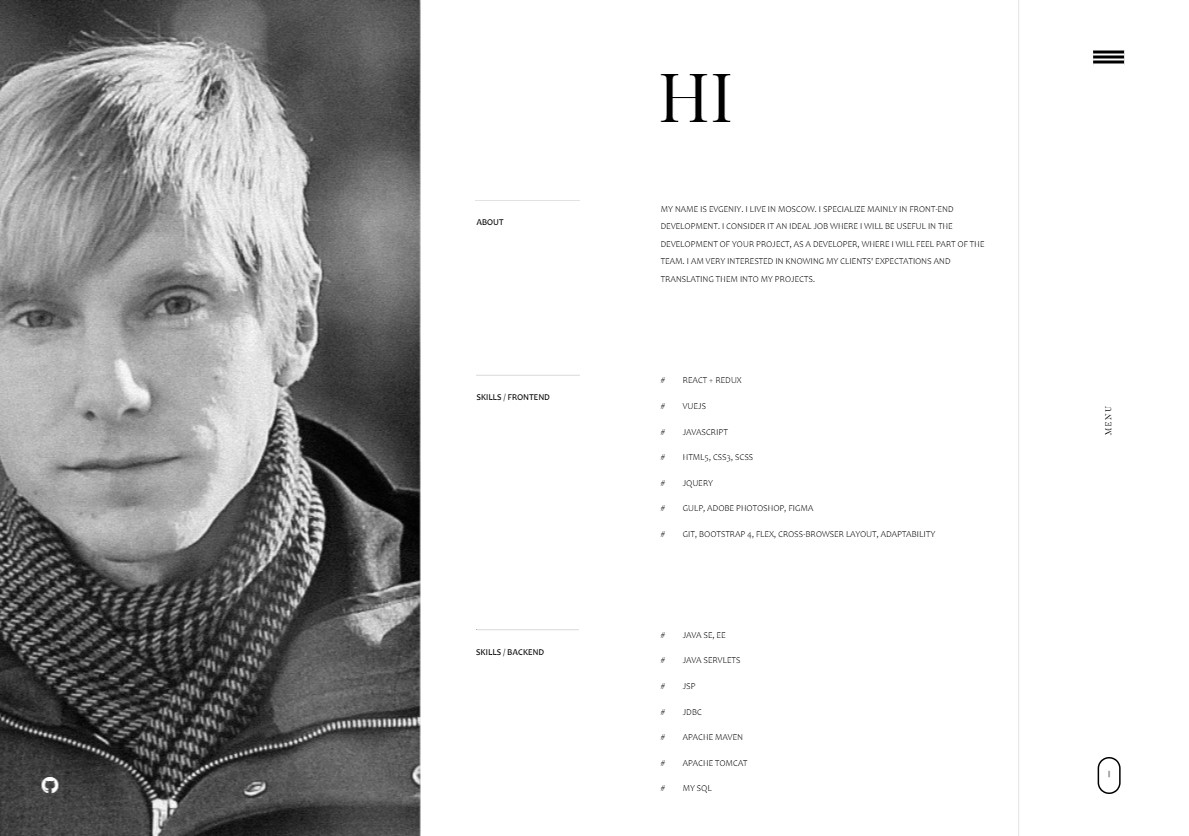 HI
ABOUT
MY NAME IS EVGENIY. I LIVE IN MOSCOW. I SPECIALIZE MAINLY IN FRONT-END
DEVELOPMENT. I CONSIDER IT AN IDEAL JOB WHERE I WILL BE USEFUL IN THE
DEVELOPMENT OF YOUR PROJECT, AS A DEVELOPER, WHERE I WILL FEEL PART OF THE
TEAM. I AM VERY INTERESTED IN KNOWING MY CLIENTS' EXPECTATIONS AND
TRANSLATING THEM INTO MY PROJECTS.
SKILLS / FRONTEND
# REACT + REDUX
# VUEJS
# JAVASCRIPT
# HTML5, CSS3, SCSS
# JQUERY
# GULP, ADOBE PHOTOSHOP, FIGMA
# GIT, BOOTSTRAP 4, FLEX, CROSS-BROWSER LAYOUT, ADAPTABILITY
SKILLS / BACKEND
# JAVA SE, EE
# JAVA SERVLETS
# JSP
# JDBC
# APACHE MAVEN
# APACHE TOMCAT
# MY SQL
MENU